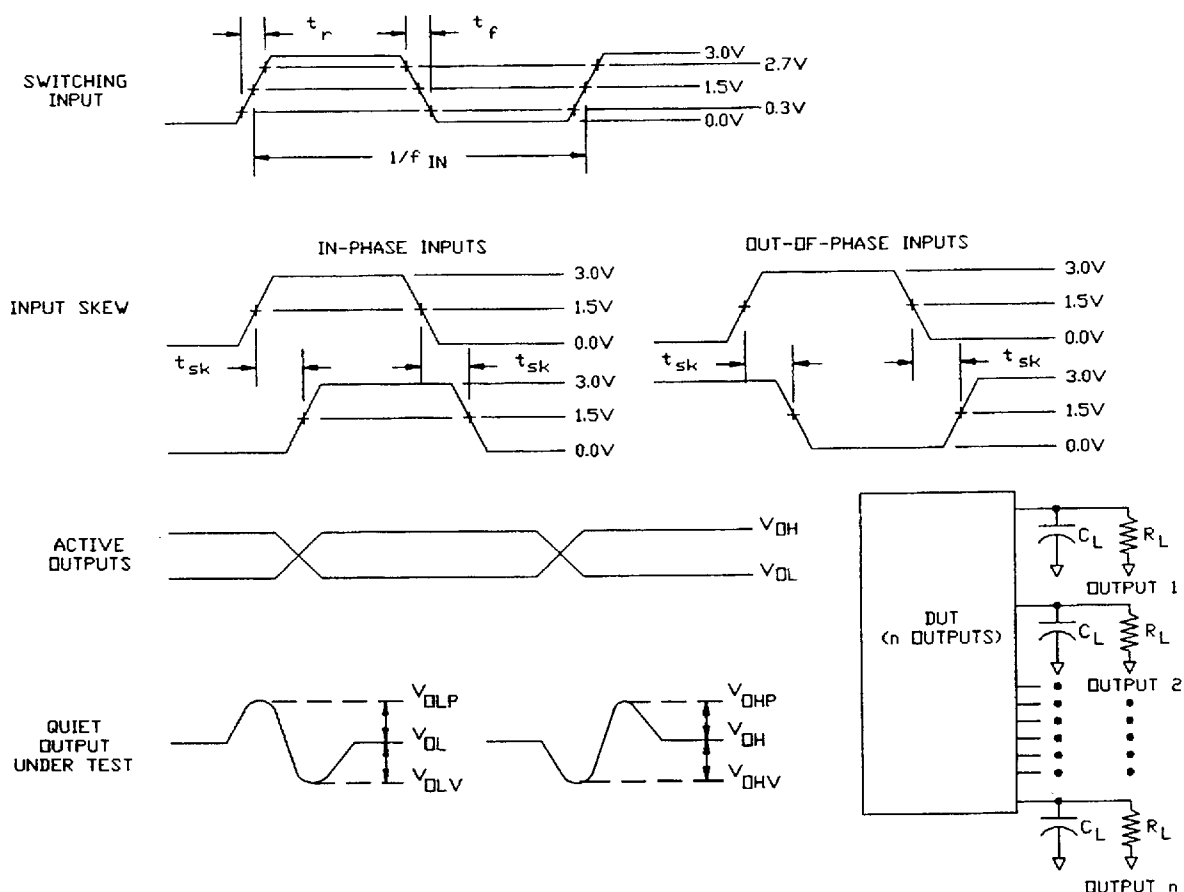 t_r
t_f
SWITCHING
INPUT
3.0V
2.7V
1.5V
0.3V
0.0V
1/f IN
IN-PHASE INPUTS
OUT-OF-PHASE INPUTS
INPUT SKEW
3.0V
1.5V
0.0V
3.0V
1.5V
0.0V
t_sk
t_sk
3.0V
1.5V
0.0V
t_sk
t_sk
3.0V
1.5V
0.0V
ACTIVE
OUTPUTS
V_OH
V_OL
QUIET
OUTPUT
UNDER TEST
V_OLP
V_OL
V_OLV
V_OHP
V_OH
V_OHV
DUT
(n OUTPUTS)
C_L
R_L
OUTPUT 1
C_L
R_L
OUTPUT 2
C_L
R_L
OUTPUT n